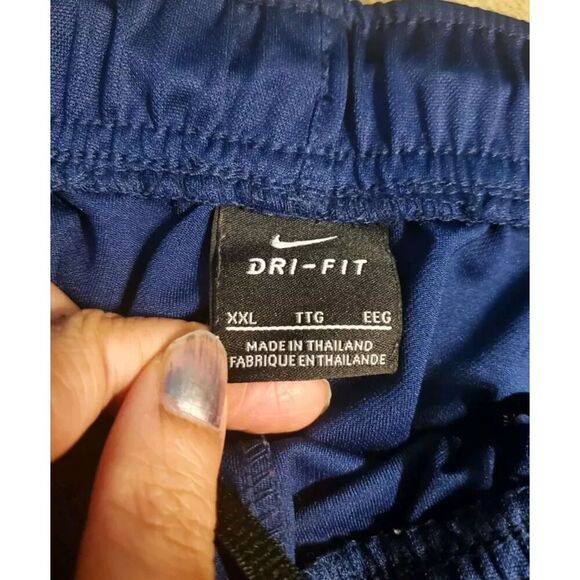 DRI-FIT
XXL TTG EEG
MADE IN THAILAND
FABRIQUE EN THAILANDE